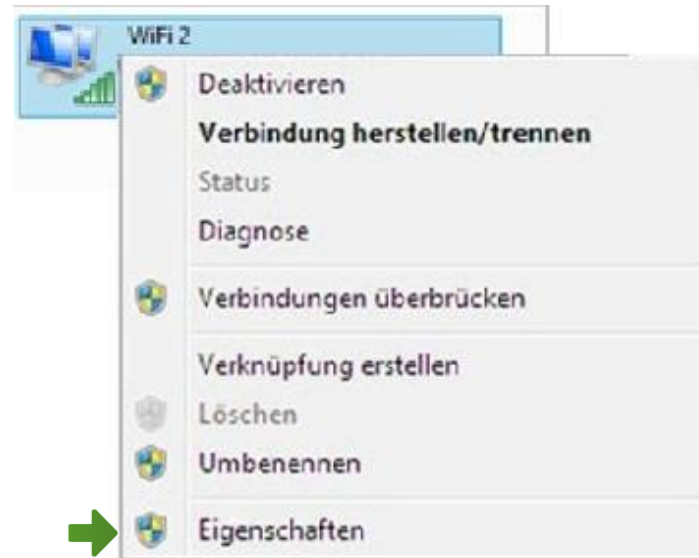 WiFi 2
Deaktivieren
Verbindung herstellen/trennen
Status
Diagnose
Verbindungen überbrücken
Verknüpfung erstellen
Löschen
Umbenennen
Eigenschaften